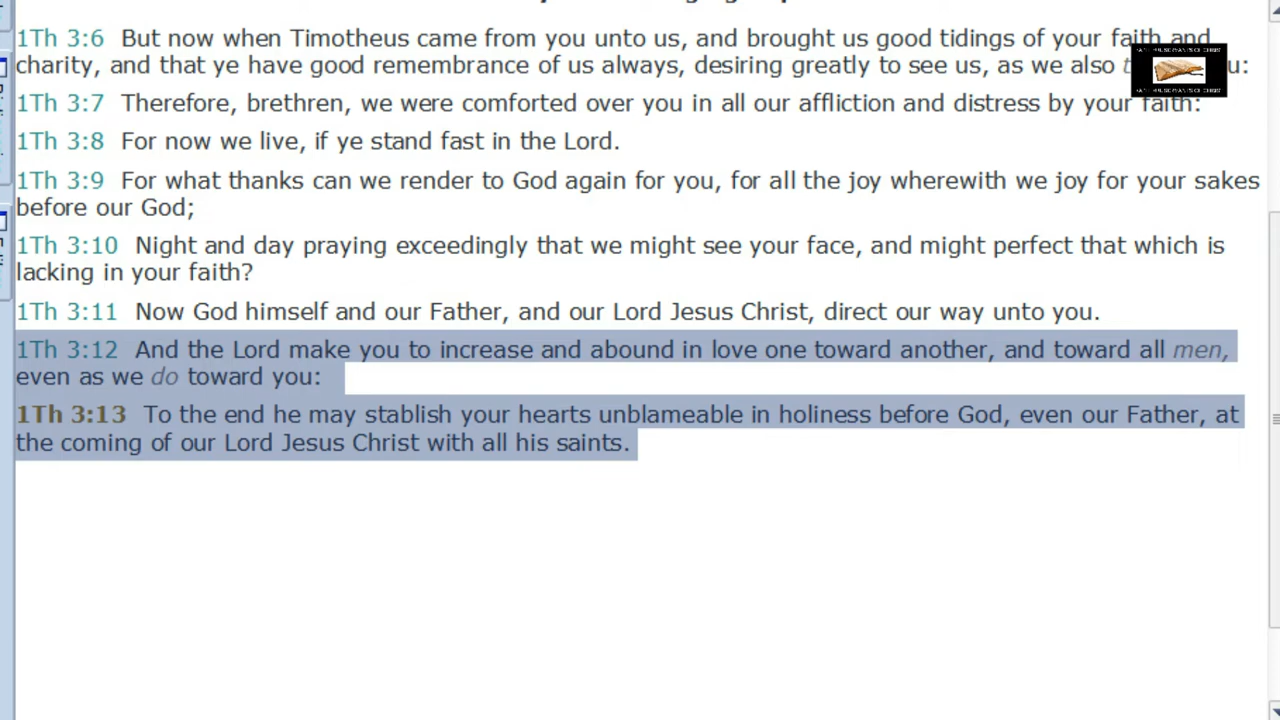 1Th 3:6 But now when Timotheus came from you unto us, and brought us good tidings of your faith and
charity, and that ye have good remembrance of us always, desiring greatly to see us, as we also
1Th 3:7 Therefore, brethren, we were comforted over you in all our affliction and distress by your faith:
1Th 3:8 For now we live, if ye stand fast in the Lord.
1Th 3:9 For what thanks can we render to God again for you, for all the joy wherewith we joy for your sakes
before our God;
1Th 3:10 Night and day praying exceedingly that we might see your face, and might perfect that which is
lacking in your faith?
1Th 3:11 Now God himself and our Father, and our Lord Jesus Christ, direct our way unto you.
1Th 3:12 And the Lord make you to increase and abound in love one toward another, and toward all men,
even as we do toward you:
1Th 3:13 To the end he may stablish your hearts unblameable in holiness before God, even our Father, at
the coming of our Lord Jesus Christ with all his saints.